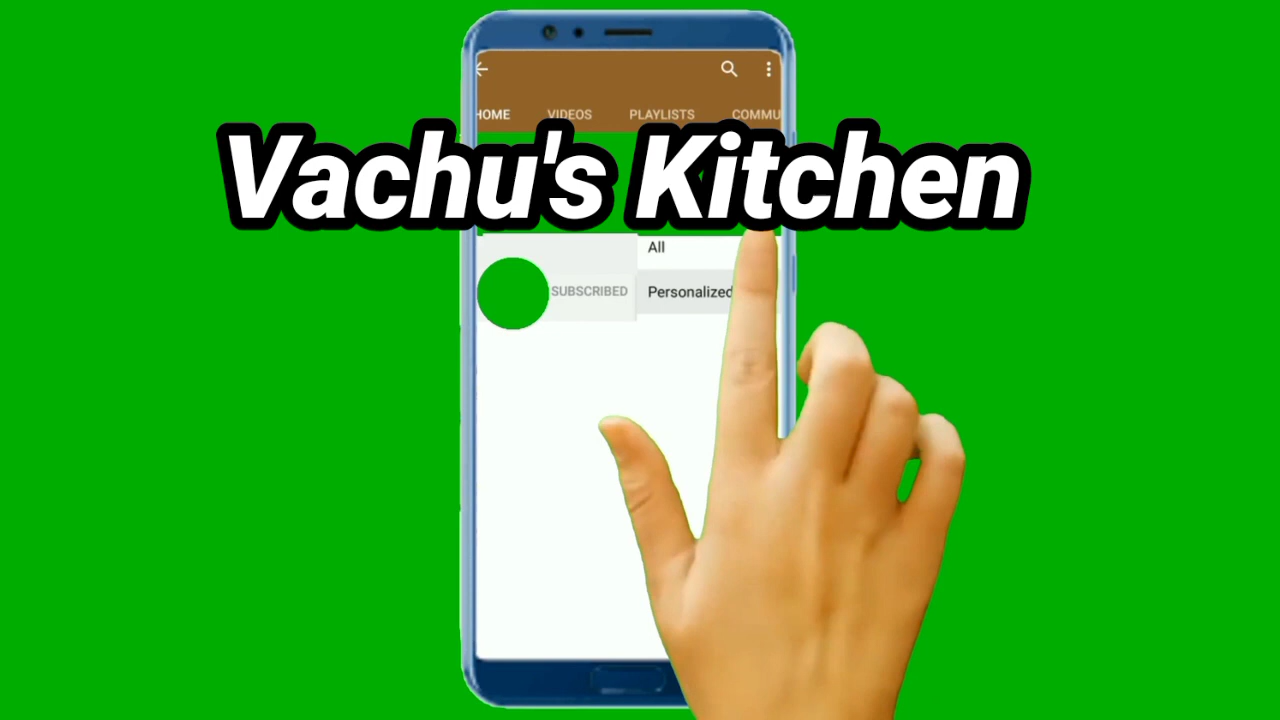 HOME VIDEOS PLAYLISTS COMMU
Vachu's Kitchen
All
SUBSCRIBED Personalized